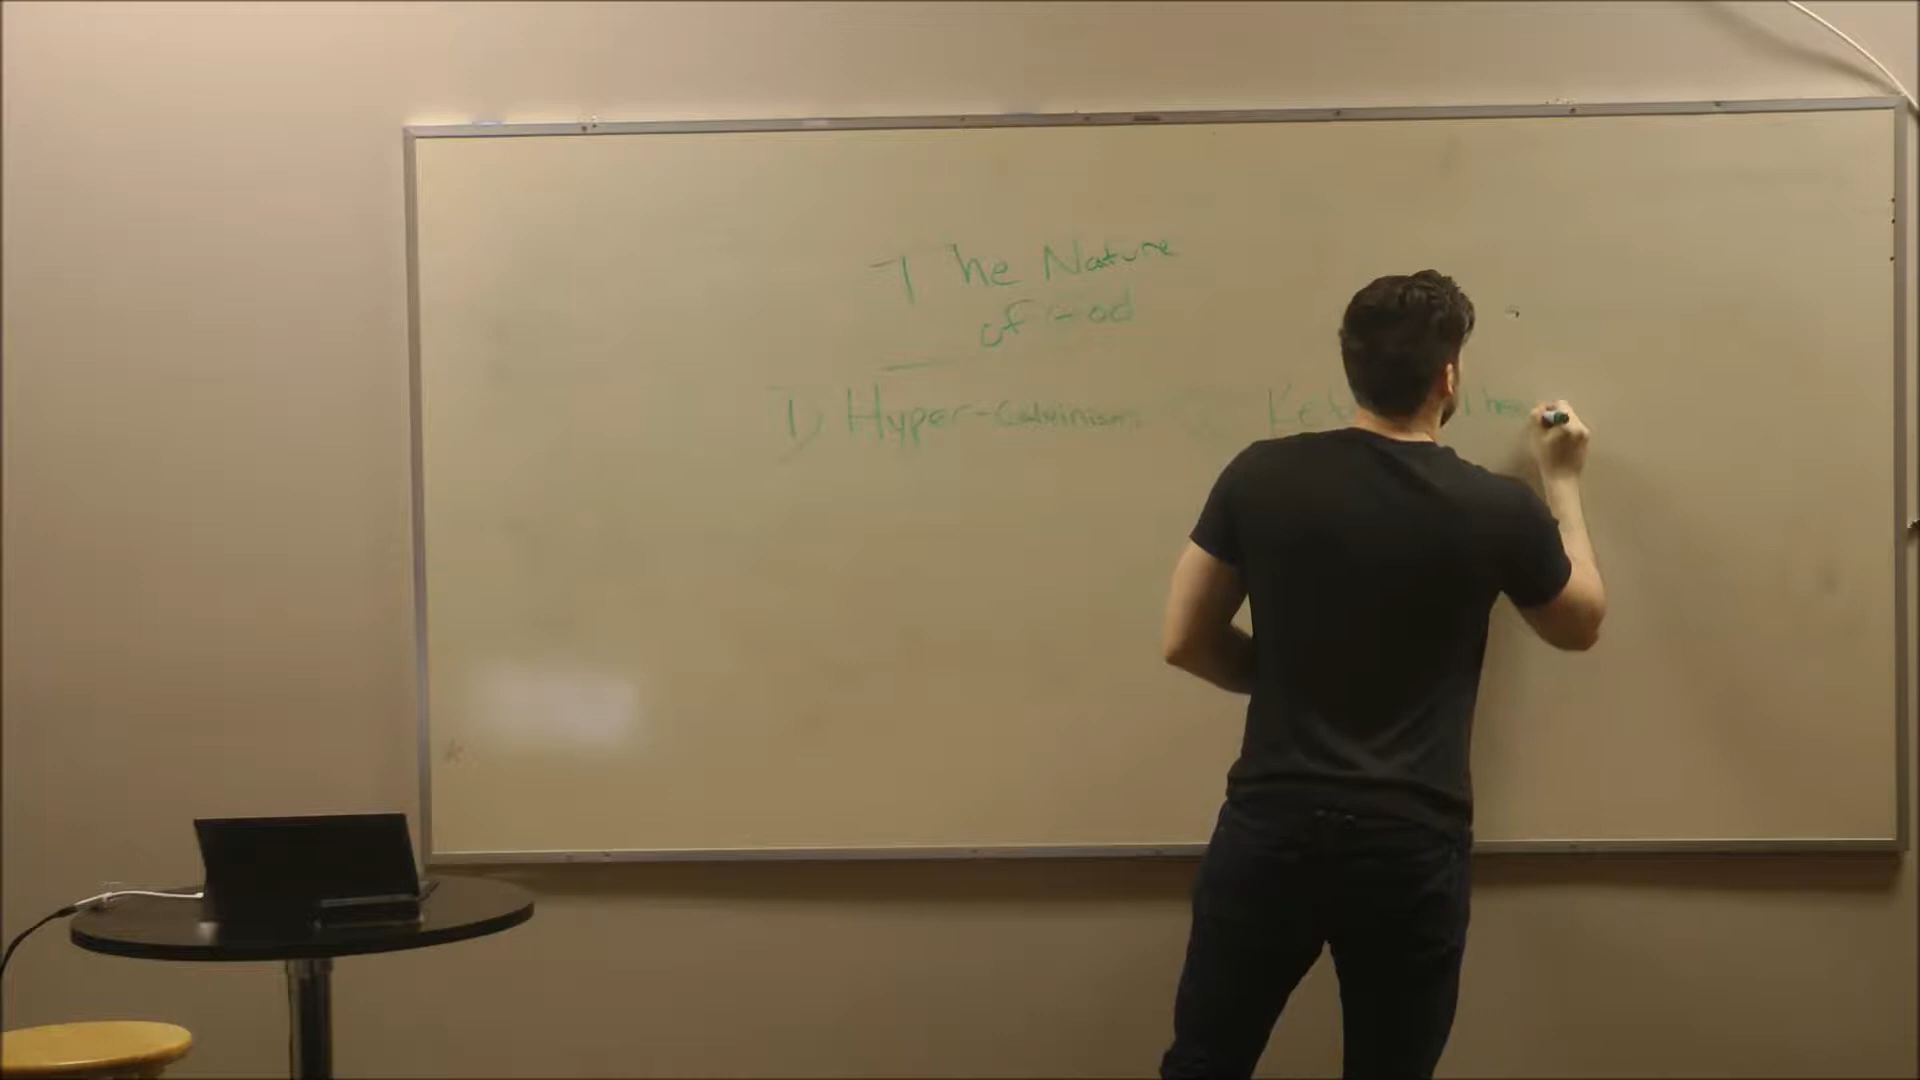 The Nature
of God
1) Hyper-Calvinism